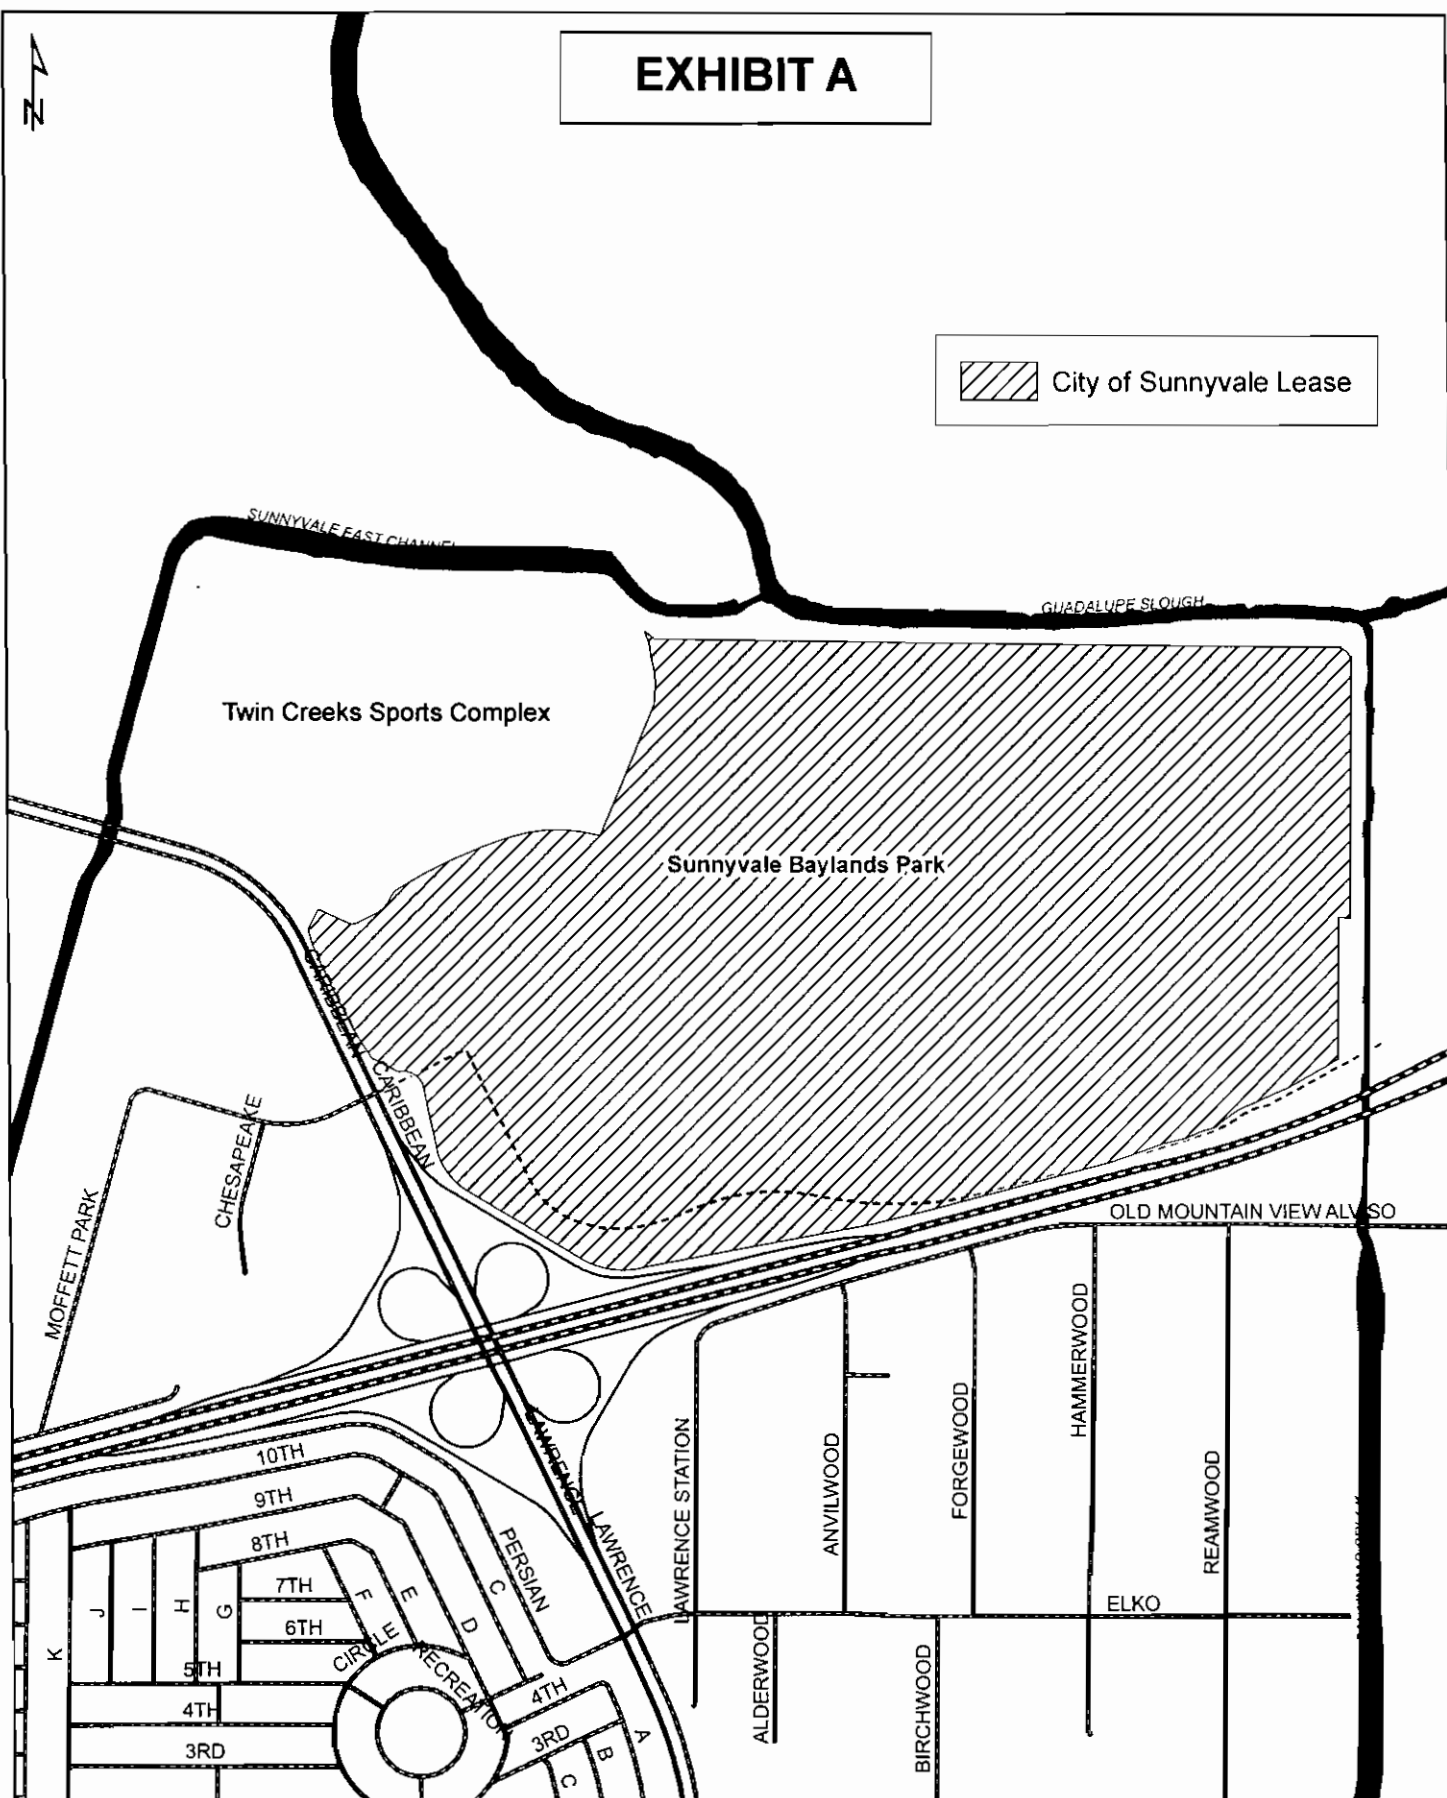 N
EXHIBIT A
City of Sunnyvale Lease
SUNNYVALE EAST CHANNEL
GUADALUPE SLOUGH
Twin Creeks Sports Complex
Sunnyvale Baylands Park
CARIBBEAN
CARIBBEAN
CHESAPEAKE
MOFFETT PARK
OLD MOUNTAIN VIEW ALVISO
HAMMERWOOD
FORGEWOOD
LAWRENCE
LAWRENCE STATION
ANVILWOOD
REAMWOOD
10TH
9TH
8TH
7TH
6TH
5TH
4TH
3RD
PERSIAN
LAWRENCE
C
E
F
D
J
I
H
G
K
CIRCLE
RECREATION
4TH
3RD
A
B
C
ELKO
ALDERWOOD
BIRCHWOOD